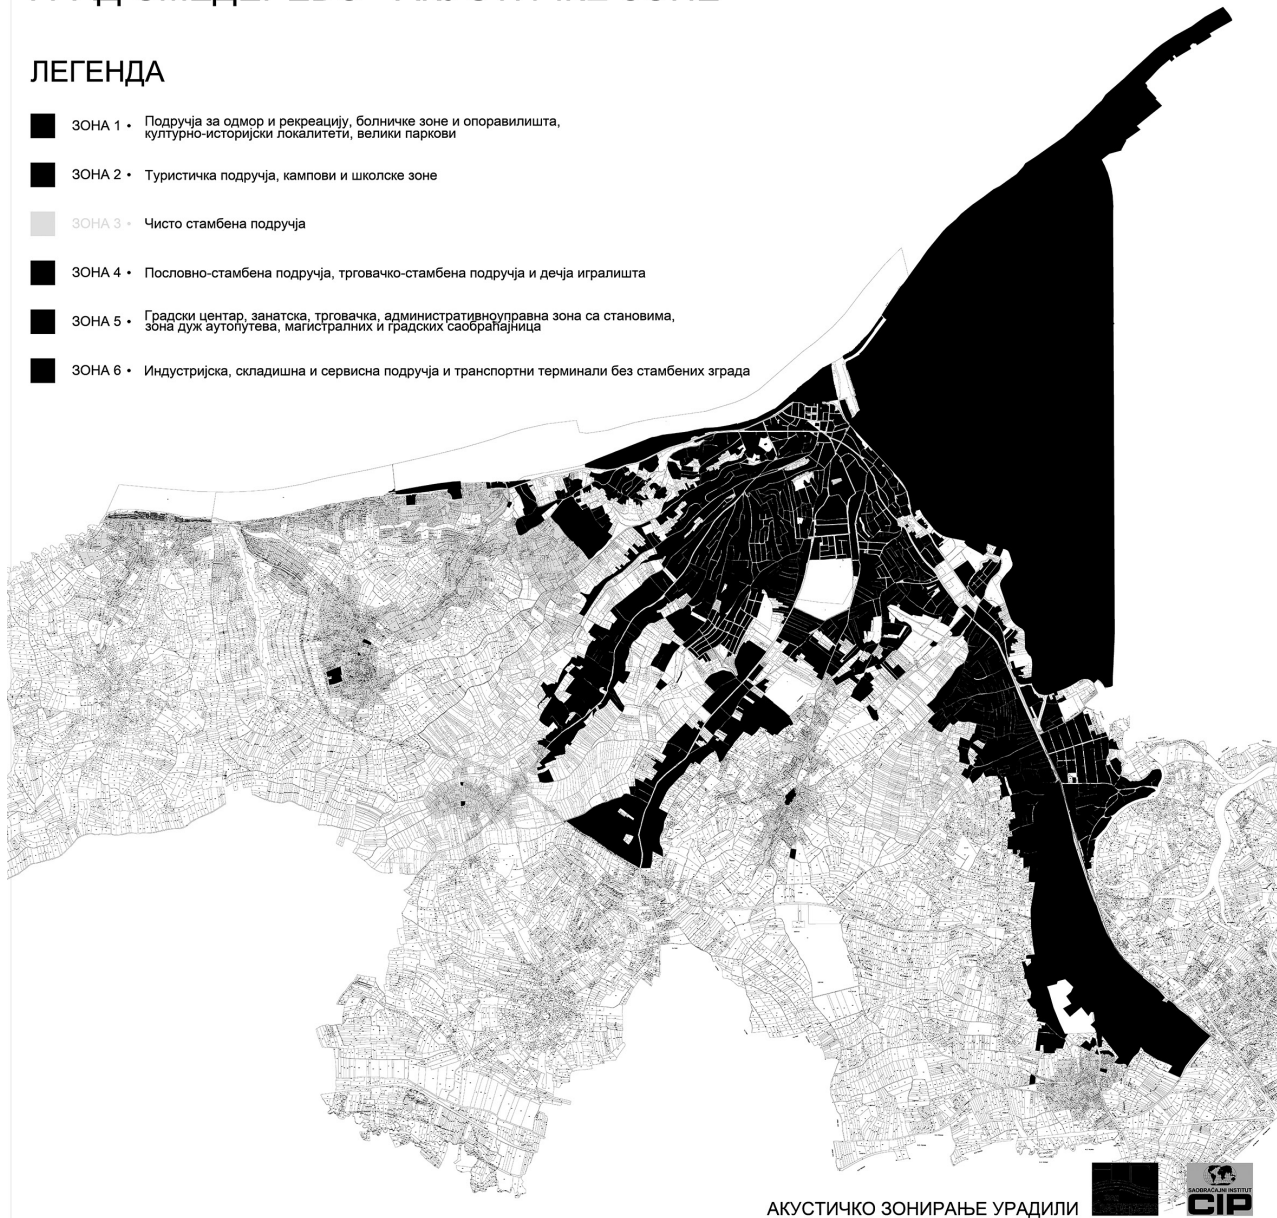 ЛЕГЕНДА
ЗОНА 1 • Подручја за одмор и рекреацију, болничке зоне и опоравилишта,
културно-историјски локалитети, велики паркови
ЗОНА 2 • Туристичка подручја, кампови и школске зоне
ЗОНА 3 • Чисто стамбена подручја
ЗОНА 4 • Пословно-стамбена подручја, трговачко-стамбена подручја и дечја игралишта
ЗОНА 5 • Градски центар, занатска, трговачка, административноуправна зона са становима,
зона дуж аутопутева, магистралних и градских саобраћајница
ЗОНА 6 • Индустријска, складишна и сервисна подручја и транспортни терминали без стамбених зграда
АКУСТИЧКО ЗОНИРАЊЕ УРАДИЛИ
SAOBRAĆAJNI INSTITUT
CIP